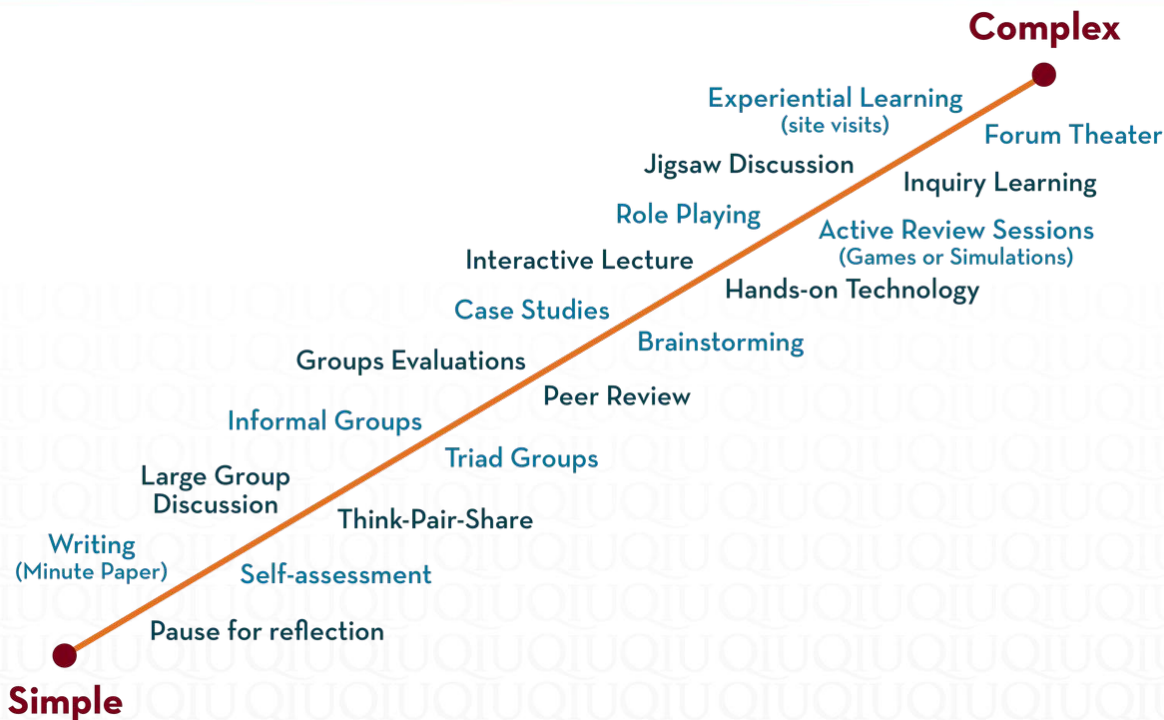 Complex
Experiential Learning
(site visits)
Forum Theater
Jigsaw Discussion
Inquiry Learning
Role Playing
Active Review Sessions
(Games or Simulations)
Interactive Lecture
Hands-on Technology
Case Studies
Brainstorming
Groups Evaluations
Peer Review
Informal Groups
Triad Groups
Large Group
Discussion
Think-Pair-Share
Writing
(Minute Paper)
Self-assessment
Pause for reflection
Simple